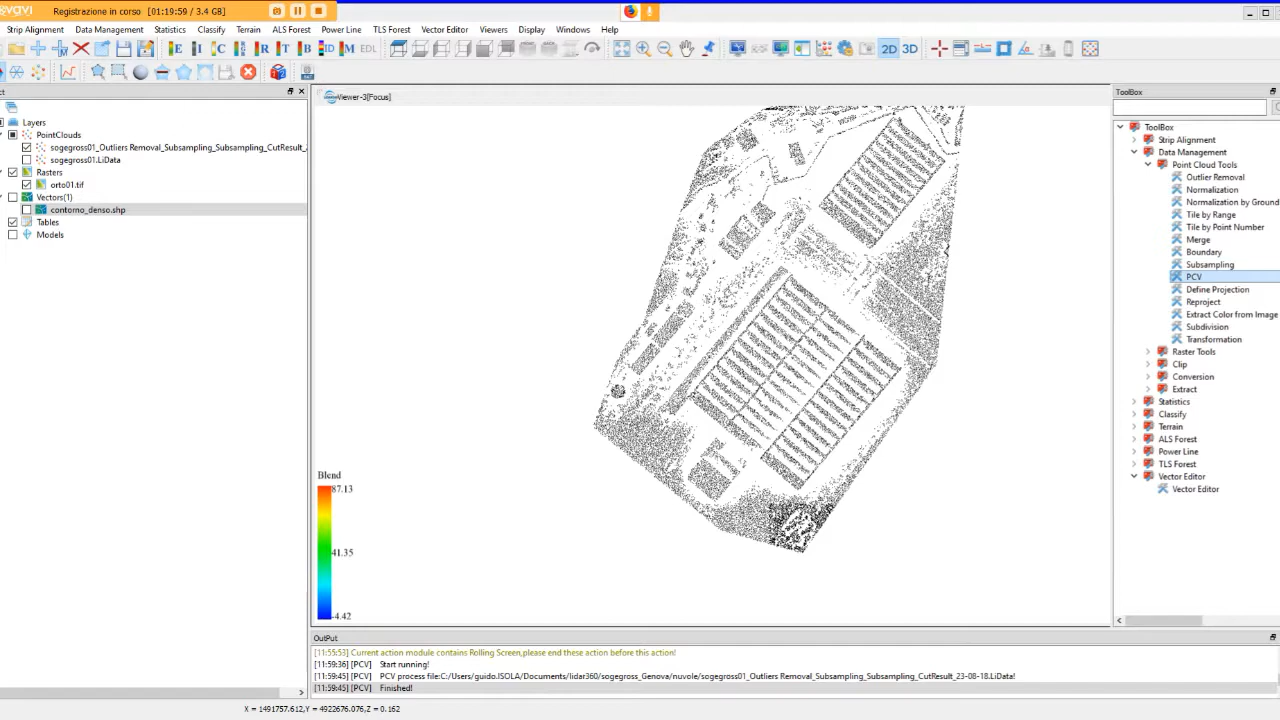 Registrazione in corso [01:19:59 / 3.4 GB]
Strip Alignment Data Management Statistics Classify Terrain ALS Forest Power Line TLS Forest Vector Editor Viewers Display Windows Help
E I C R T B ID M EDL 2D 3D
Viewer-3[Focus]
ToolBox
Layers
PointClouds
sogegross01_Outliers Removal_Subsampling_Subsampling_CutResult_2
sogegross01.LiData
Rasters
orto01.tif
Vectors(1)
contorno_denso.shp
Tables
Models
Blend
87.13
41.35
-4.42
ToolBox
Strip Alignment
Data Management
Point Cloud Tools
Outlier Removal
Normalization
Normalization by Ground
Tile by Range
Tile by Point Number
Merge
Boundary
Subsampling
PCV
Define Projection
Reproject
Extract Color from Image
Subdivision
Transformation
Raster Tools
Clip
Conversion
Extract
Statistics
Classify
Terrain
ALS Forest
Power Line
TLS Forest
Vector Editor
Vector Editor
OutPut
[11:55:53] Current action module contains Rolling Screen,please end these action before this action!
[11:59:36] [PCV] Start running!
[11:59:45] [PCV] PCV process file:C:/Users/guido.ISOLA/Documents/lidar360/sogegross_Genova/nuvole/sogegross01_Outliers Removal_Subsampling_Subsampling_CutResult_23-08-18.LiData!
[11:59:45] [PCV] Finished!
X = 1491757.612,Y = 4922676.076,Z = 0.162